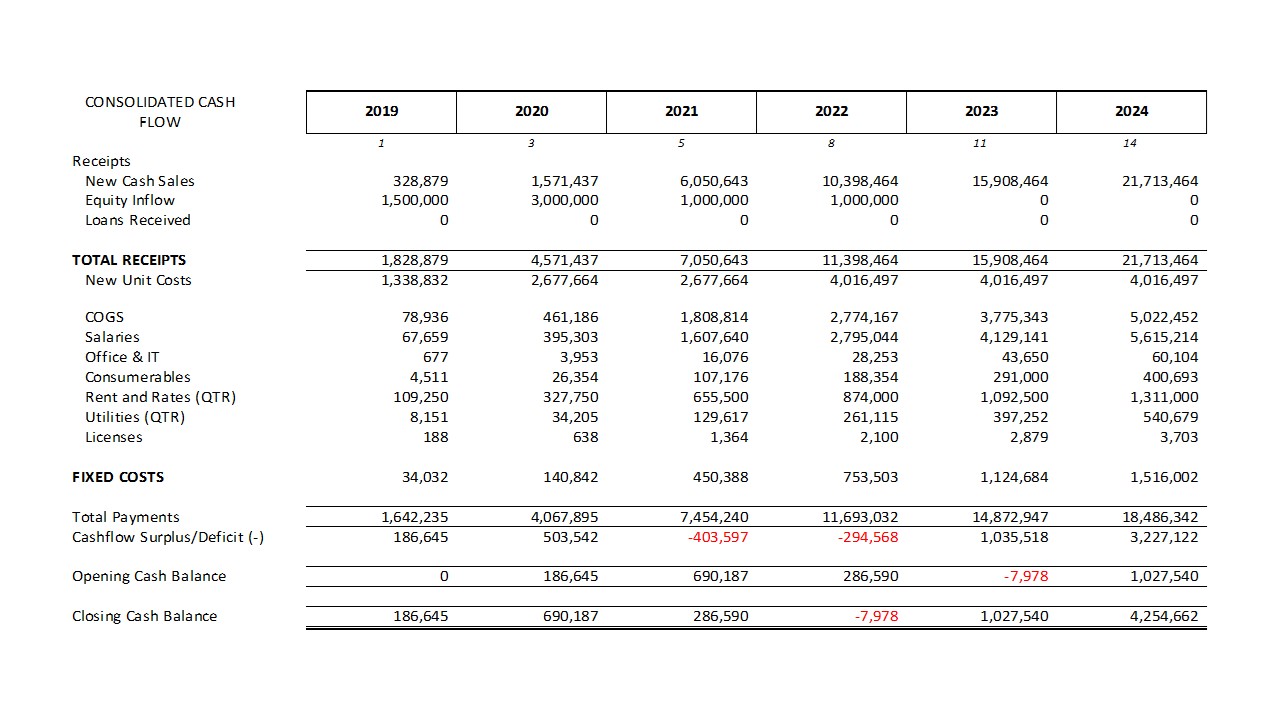 CONSOLIDATED CASH FLOW 2019 2020 2021 2022 2023 2024
1 3 5 8 11 14
Receipts
New Cash Sales 328,879 1,571,437 6,050,643 10,398,464 15,908,464 21,713,464
Equity Inflow 1,500,000 3,000,000 1,000,000 1,000,000 0 0
Loans Received 0 0 0 0 0 0
TOTAL RECEIPTS 1,828,879 4,571,437 7,050,643 11,398,464 15,908,464 21,713,464
New Unit Costs 1,338,832 2,677,664 2,677,664 4,016,497 4,016,497 4,016,497
COGS 78,936 461,186 1,808,814 2,774,167 3,775,343 5,022,452
Salaries 67,659 395,303 1,607,640 2,795,044 4,129,141 5,615,214
Office & IT 677 3,953 16,076 28,253 43,650 60,104
Consumerables 4,511 26,354 107,176 188,354 291,000 400,693
Rent and Rates (QTR) 109,250 327,750 655,500 874,000 1,092,500 1,311,000
Utilities (QTR) 8,151 34,205 129,617 261,115 397,252 540,679
Licenses 188 638 1,364 2,100 2,879 3,703
FIXED COSTS 34,032 140,842 450,388 753,503 1,124,684 1,516,002
Total Payments 1,642,235 4,067,895 7,454,240 11,693,032 14,872,947 18,486,342
Cashflow Surplus/Deficit (-) 186,645 503,542 -403,597 -294,568 1,035,518 3,227,122
Opening Cash Balance 0 186,645 690,187 286,590 -7,978 1,027,540
Closing Cash Balance 186,645 690,187 286,590 -7,978 1,027,540 4,254,662